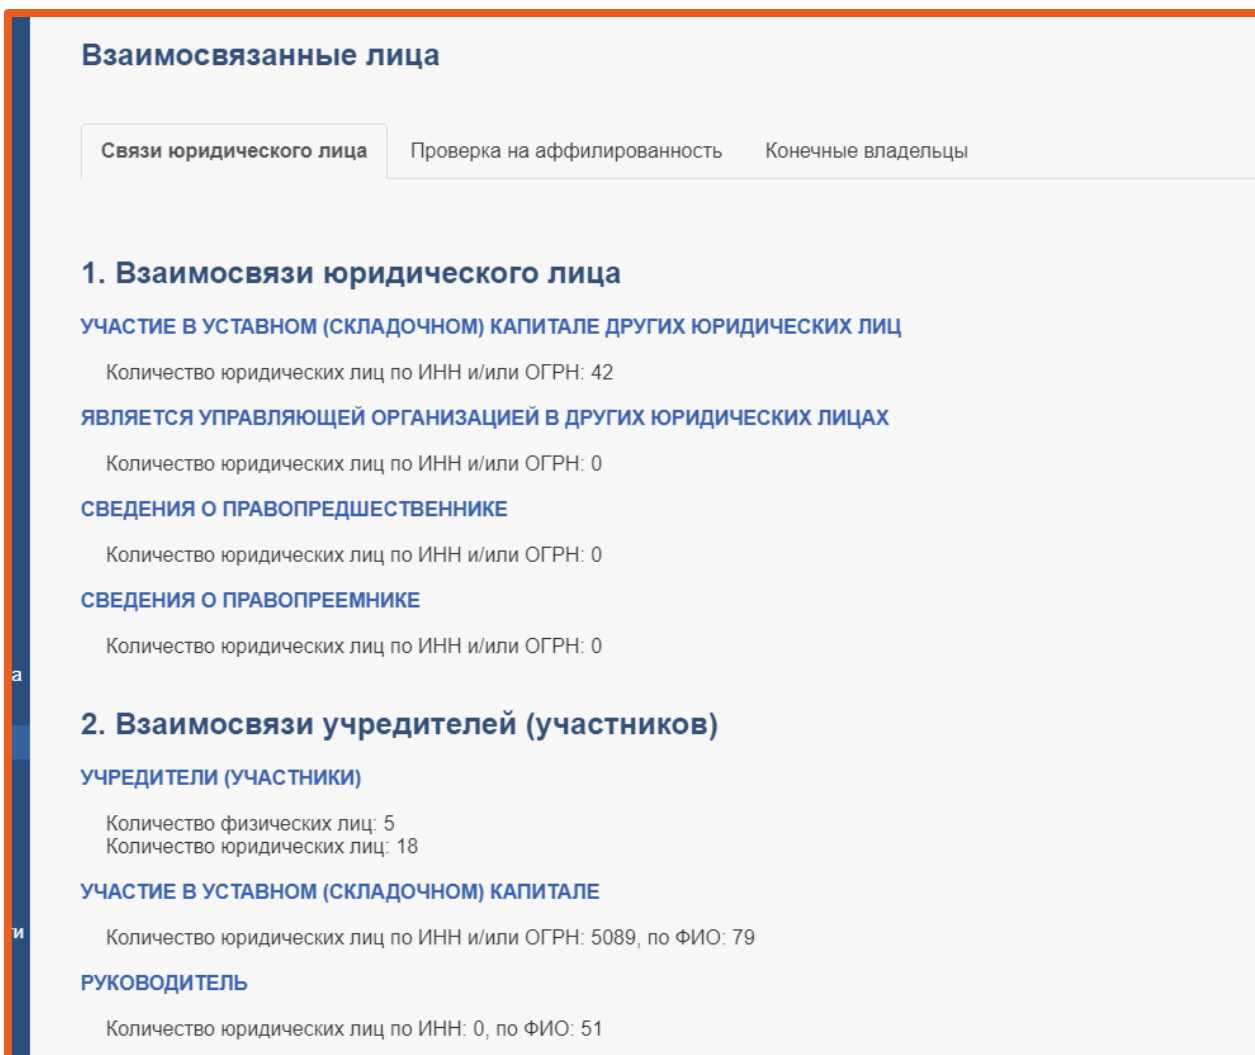 Взаимосвязанные лица
Связи юридического лица Проверка на аффилированность Конечные владельцы
1. Взаимосвязи юридического лица
УЧАСТИЕ В УСТАВНОМ (СКЛАДОЧНОМ) КАПИТАЛЕ ДРУГИХ ЮРИДИЧЕСКИХ ЛИЦ
Количество юридических лиц по ИНН и/или ОГРН: 42
ЯВЛЯЕТСЯ УПРАВЛЯЮЩЕЙ ОРГАНИЗАЦИЕЙ В ДРУГИХ ЮРИДИЧЕСКИХ ЛИЦАХ
Количество юридических лиц по ИНН и/или ОГРН: 0
СВЕДЕНИЯ О ПРАВОПРЕДШЕСТВЕННИКЕ
Количество юридических лиц по ИНН и/или ОГРН: 0
СВЕДЕНИЯ О ПРАВОПРЕЕМНИКЕ
Количество юридических лиц по ИНН и/или ОГРН: 0
а
2. Взаимосвязи учредителей (участников)
УЧРЕДИТЕЛИ (УЧАСТНИКИ)
Количество физических лиц: 5
Количество юридических лиц: 18
УЧАСТИЕ В УСТАВНОМ (СКЛАДОЧНОМ) КАПИТАЛЕ
ти
Количество юридических лиц по ИНН и/или ОГРН: 5089, по ФИО: 79
РУКОВОДИТЕЛЬ
Количество юридических лиц по ИНН: 0, по ФИО: 51